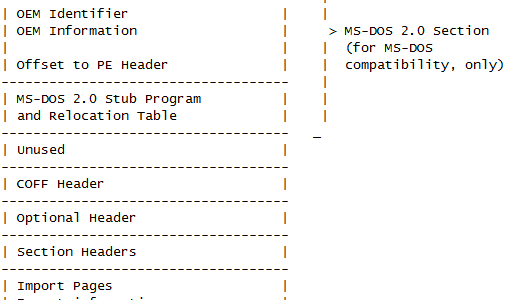 | OEM Identifier | |
| OEM Information | > MS-DOS 2.0 Section
| | | (for MS-DOS
| Offset to PE Header | | compatibility, only)
------------------------------------- |
| MS-DOS 2.0 Stub Program | |
| and Relocation Table | |
------------------------------------- _
| Unused |
-------------------------------------
| COFF Header |
-------------------------------------
| Optional Header |
-------------------------------------
| Section Headers |
-------------------------------------
| Import Pages |